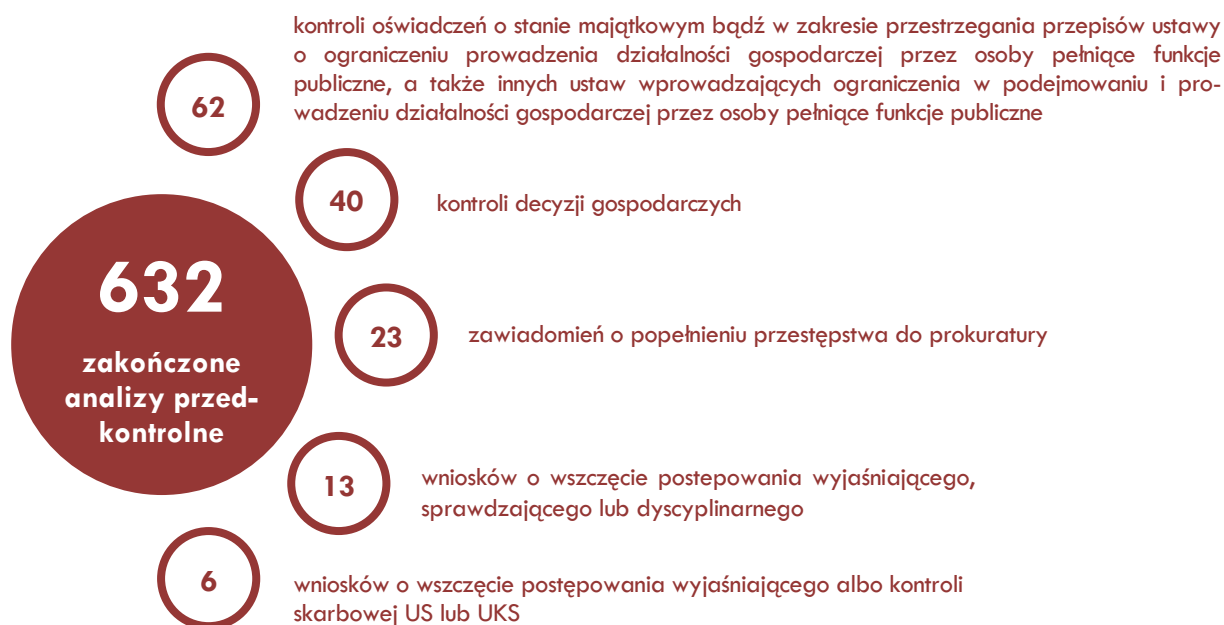 kontroli oświadczeń o stanie majątkowym bądź w zakresie przestrzegania przepisów ustawy
o ograniczeniu prowadzenia działalności gospodarczej przez osoby pełniące funkcje
publiczne, a także innych ustaw wprowadzających ograniczenia w podejmowaniu i pro-
wadzeniu działalności gospodarczej przez osoby pełniące funkcje publiczne
62
40
kontroli decyzji gospodarczych
632
zakończone
analizy przed-
kontrolne
23
zawiadomień o popełnieniu przestępstwa do prokuratury
13
wniosków o wszczęcie postepowania wyjaśniającego,
sprawdzającego lub dyscyplinarnego
6
wniosków o wszczęcie postępowania wyjaśniającego albo kontroli
skarbowej US lub UKS